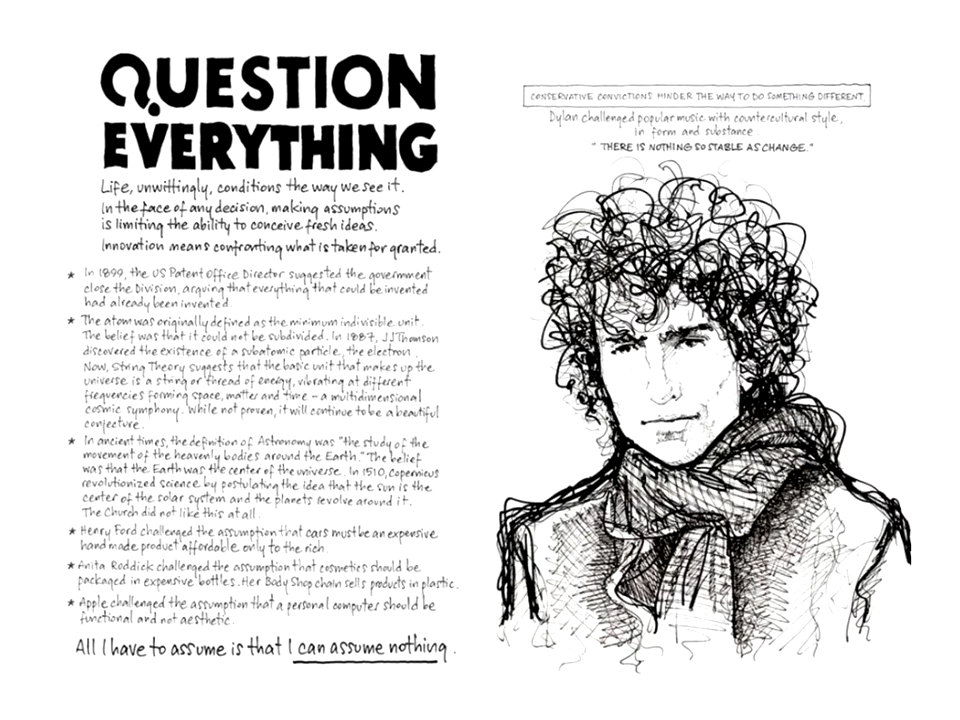 QUESTION
EVERYTHING
Life, unwittingly, conditions the way we see it.
In the face of any decision, making assumptions
is limiting the ability to conceive fresh ideas.
Innovation means confronting what is taken for granted.
* In 1899, the US Patent Office Director suggested the government
close the Division, arguing that everything that could be invented
had already been invented
* The atom was originally defined as the minimum indivisible unit.
The belief was that it could not be subdivided. In 1887, JJ Thomson
discovered the existence of a subatomic particle, the electron.
Now, String Theory suggests that the basic unit that makes up the
universe is a string or thread of energy, vibrating at different
frequencies forming space, matter and time - a multidimensional
cosmic symphony. While not proven, it will continue to be a beautiful
conjecture.
* In ancient times, the definition of Astronomy was "the study of the
movement of the heavenly bodies around the Earth." The belief
was that the Earth was the center of the universe. In 1510, Copernicus
revolutionized science by postulating the idea that the sun is the
center of the solar system and the planets revolve around it.
The Church did not like this at all.
* Henry Ford challenged the assumption that cars must be an expensive
hand made product affordable only to the rich.
* Anita Roddick challenged the assumption that cosmetics should be
packaged in expensive bottles. Her Body Shop chain sells products in plastic.
* Apple challenged the assumption that a personal computer should be
functional and not aesthetic.
All I have to assume is that I can assume nothing.
CONSERVATIVE CONVICTIONS HINDER THE WAY TO DO SOMETHING DIFFERENT.
Dylan challenged popular music with countercultural style,
in form and substance.
"THERE IS NOTHING SO STABLE AS CHANGE."